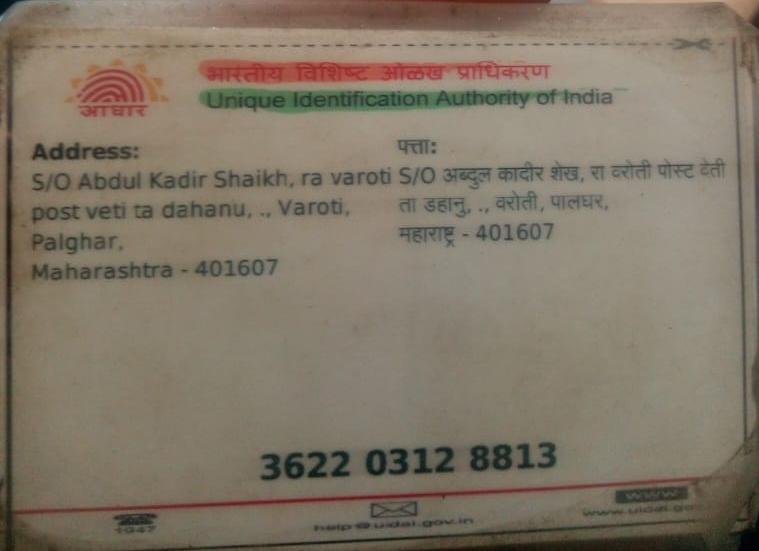 भारतीय विशिष्ट ओळख प्राधिकरण
Unique Identification Authority of India
आधार
Address:
S/O Abdul Kadir Shaikh, ra varoti
post veti ta dahanu, ., Varoti,
Palghar,
Maharashtra - 401607
पत्ता:
S/O अब्दुल कादीर शेख, रा वरोती पोस्ट वेती
ता डहानु, ., वरोती, पालघर,
महाराष्ट्र - 401607
3622 0312 8813
1947
help@uidai.gov.in
www
www.uidai.go